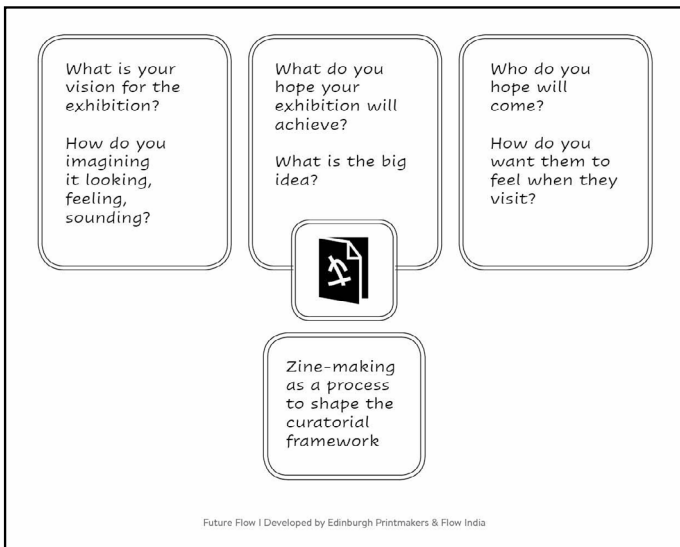 What is your
vision for the
exhibition?
How do you
imagining
it looking,
feeling,
sounding?
What do you
hope your
exhibition will
achieve?
What is the big
idea?
Who do you
hope will
come?
How do you
want them to
feel when they
visit?
Zine-making
as a process
to shape the
curatorial
framework
Future Flow I Developed by Edinburgh Printmakers & Flow India